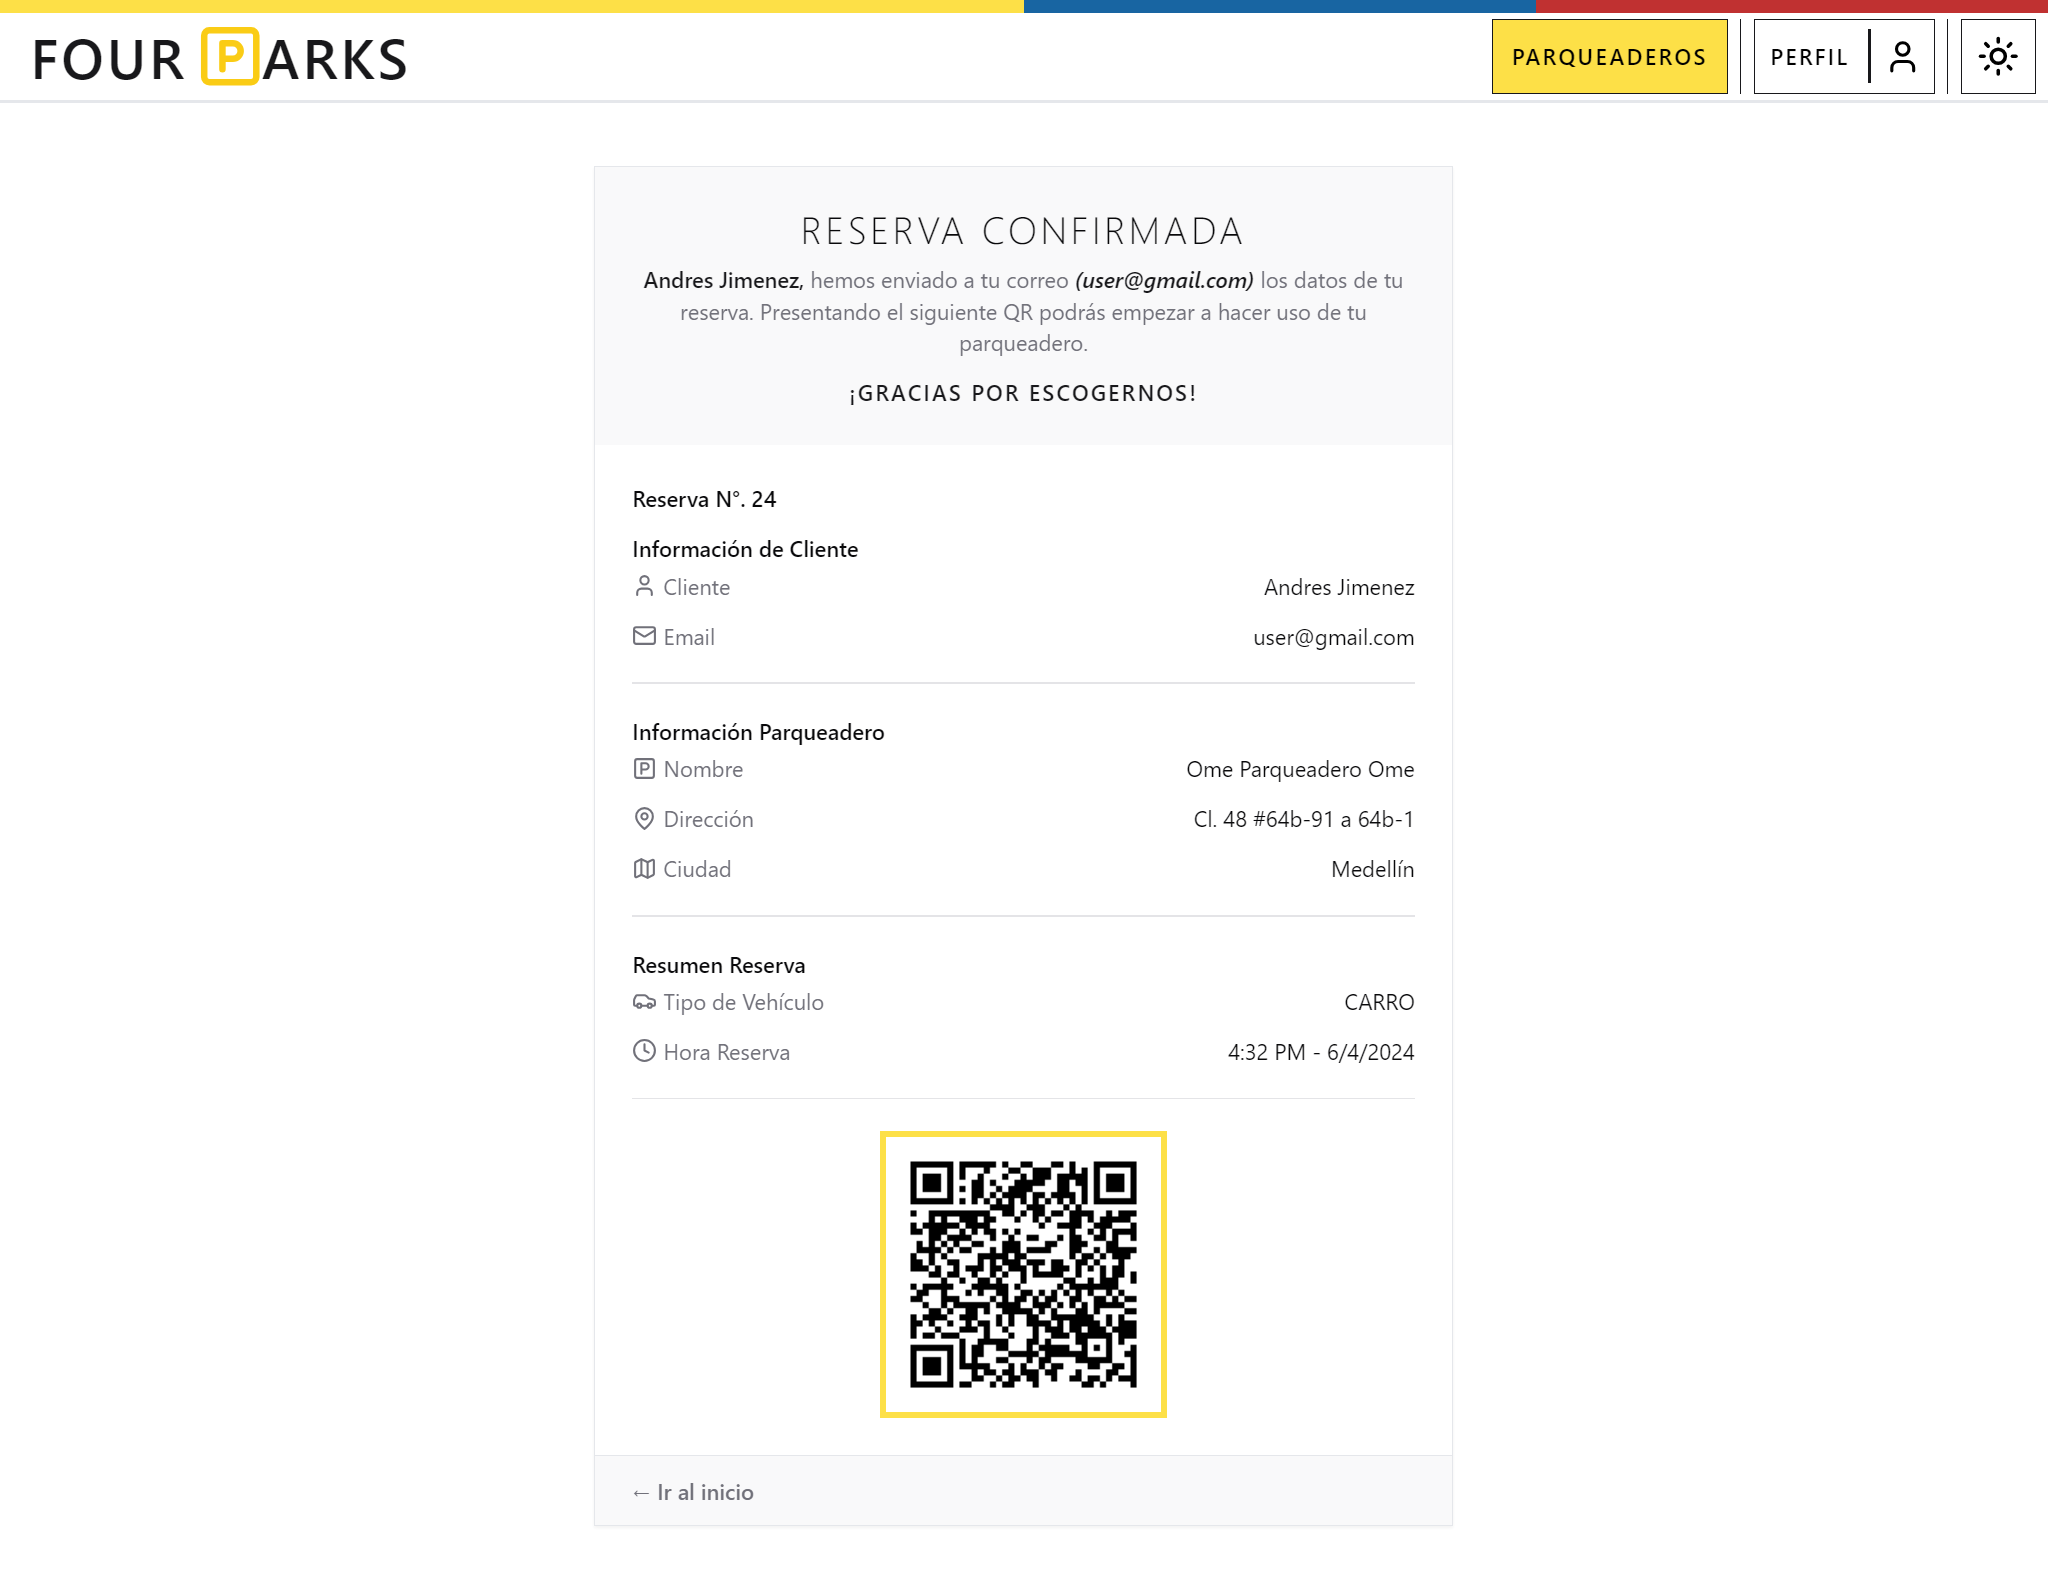 FOUR PARKS
PARQUEADEROS
PERFIL
RESERVA CONFIRMADA
Andres Jimenez, hemos enviado a tu correo (user@gmail.com) los datos de tu
reserva. Presentando el siguiente QR podrás empezar a hacer uso de tu
parqueadero.
¡GRACIAS POR ESCOGERNOS!
Reserva N°. 24
Información de Cliente
Cliente Andres Jimenez
Email user@gmail.com
Información Parqueadero
Nombre Ome Parqueadero Ome
Dirección Cl. 48 #64b-91 a 64b-1
Ciudad Medellín
Resumen Reserva
Tipo de Vehículo CARRO
Hora Reserva 4:32 PM - 6/4/2024
← Ir al inicio